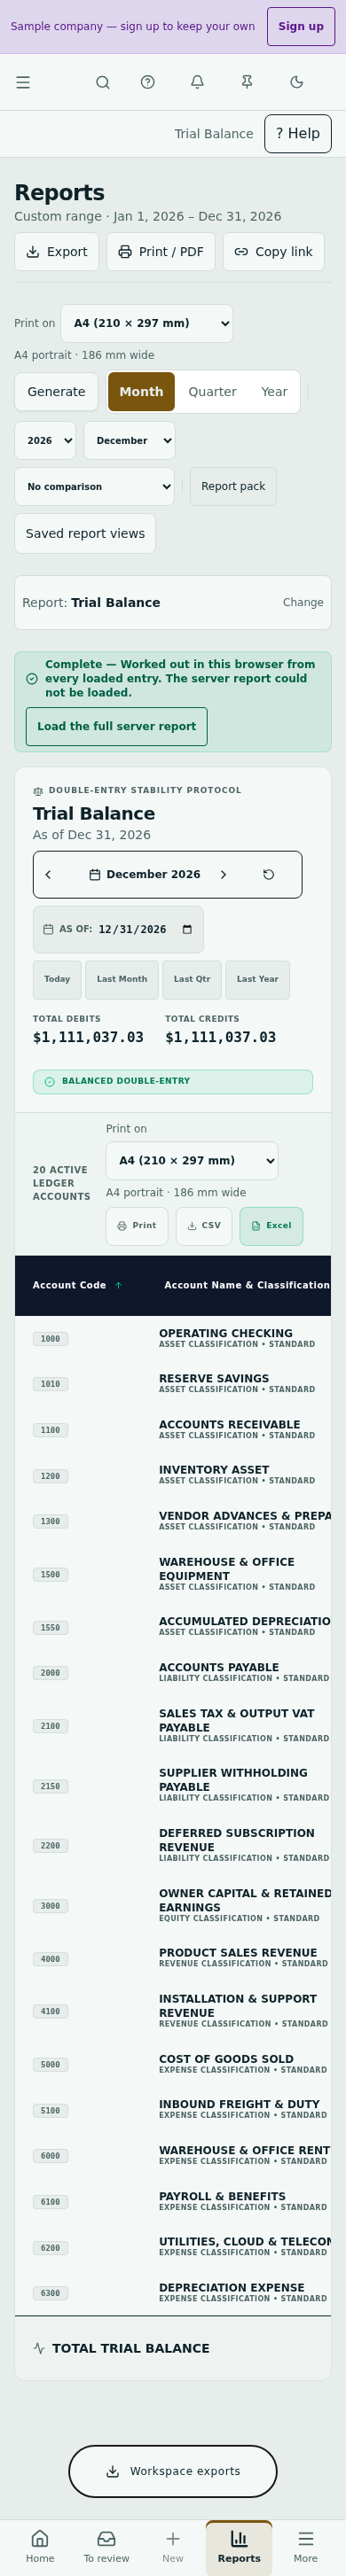 Sample company — sign up to keep your own
Sign up
Trial Balance
? Help
Reports
Custom range · Jan 1, 2026 – Dec 31, 2026
Export
Print / PDF
Copy link
Print on
A4 (210 × 297 mm)
A4 portrait · 186 mm wide
Generate
Month
Quarter
Year
2026
December
No comparison
Report pack
Saved report views
Report: Trial Balance
Change
Complete — Worked out in this browser from
every loaded entry. The server report could
not be loaded.
Load the full server report
DOUBLE-ENTRY STABILITY PROTOCOL
Trial Balance
As of Dec 31, 2026
December 2026
AS OF: 12/31/2026
Today
Last Month
Last Qtr
Last Year
TOTAL DEBITS
TOTAL CREDITS
$1,111,037.03
$1,111,037.03
BALANCED DOUBLE-ENTRY
20 ACTIVE
LEDGER
ACCOUNTS
Print on
A4 (210 × 297 mm)
A4 portrait · 186 mm wide
Print
CSV
Excel
Account Code
Account Name & Classification
1000
OPERATING CHECKING
ASSET CLASSIFICATION • STANDARD
1010
RESERVE SAVINGS
ASSET CLASSIFICATION • STANDARD
1100
ACCOUNTS RECEIVABLE
ASSET CLASSIFICATION • STANDARD
1200
INVENTORY ASSET
ASSET CLASSIFICATION • STANDARD
1300
VENDOR ADVANCES & PREPA
ASSET CLASSIFICATION • STANDARD
1500
WAREHOUSE & OFFICE
EQUIPMENT
ASSET CLASSIFICATION • STANDARD
1550
ACCUMULATED DEPRECIATIO
ASSET CLASSIFICATION • STANDARD
2000
ACCOUNTS PAYABLE
LIABILITY CLASSIFICATION • STANDARD
2100
SALES TAX & OUTPUT VAT
PAYABLE
LIABILITY CLASSIFICATION • STANDARD
2150
SUPPLIER WITHHOLDING
PAYABLE
LIABILITY CLASSIFICATION • STANDARD
2200
DEFERRED SUBSCRIPTION
REVENUE
LIABILITY CLASSIFICATION • STANDARD
3000
OWNER CAPITAL & RETAINED
EARNINGS
EQUITY CLASSIFICATION • STANDARD
4000
PRODUCT SALES REVENUE
REVENUE CLASSIFICATION • STANDARD
4100
INSTALLATION & SUPPORT
REVENUE
REVENUE CLASSIFICATION • STANDARD
5000
COST OF GOODS SOLD
EXPENSE CLASSIFICATION • STANDARD
5100
INBOUND FREIGHT & DUTY
EXPENSE CLASSIFICATION • STANDARD
6000
WAREHOUSE & OFFICE RENT
EXPENSE CLASSIFICATION • STANDARD
6100
PAYROLL & BENEFITS
EXPENSE CLASSIFICATION • STANDARD
6200
UTILITIES, CLOUD & TELECOM
EXPENSE CLASSIFICATION • STANDARD
6300
DEPRECIATION EXPENSE
EXPENSE CLASSIFICATION • STANDARD
TOTAL TRIAL BALANCE
Workspace exports
Home
To review
New
Reports
More